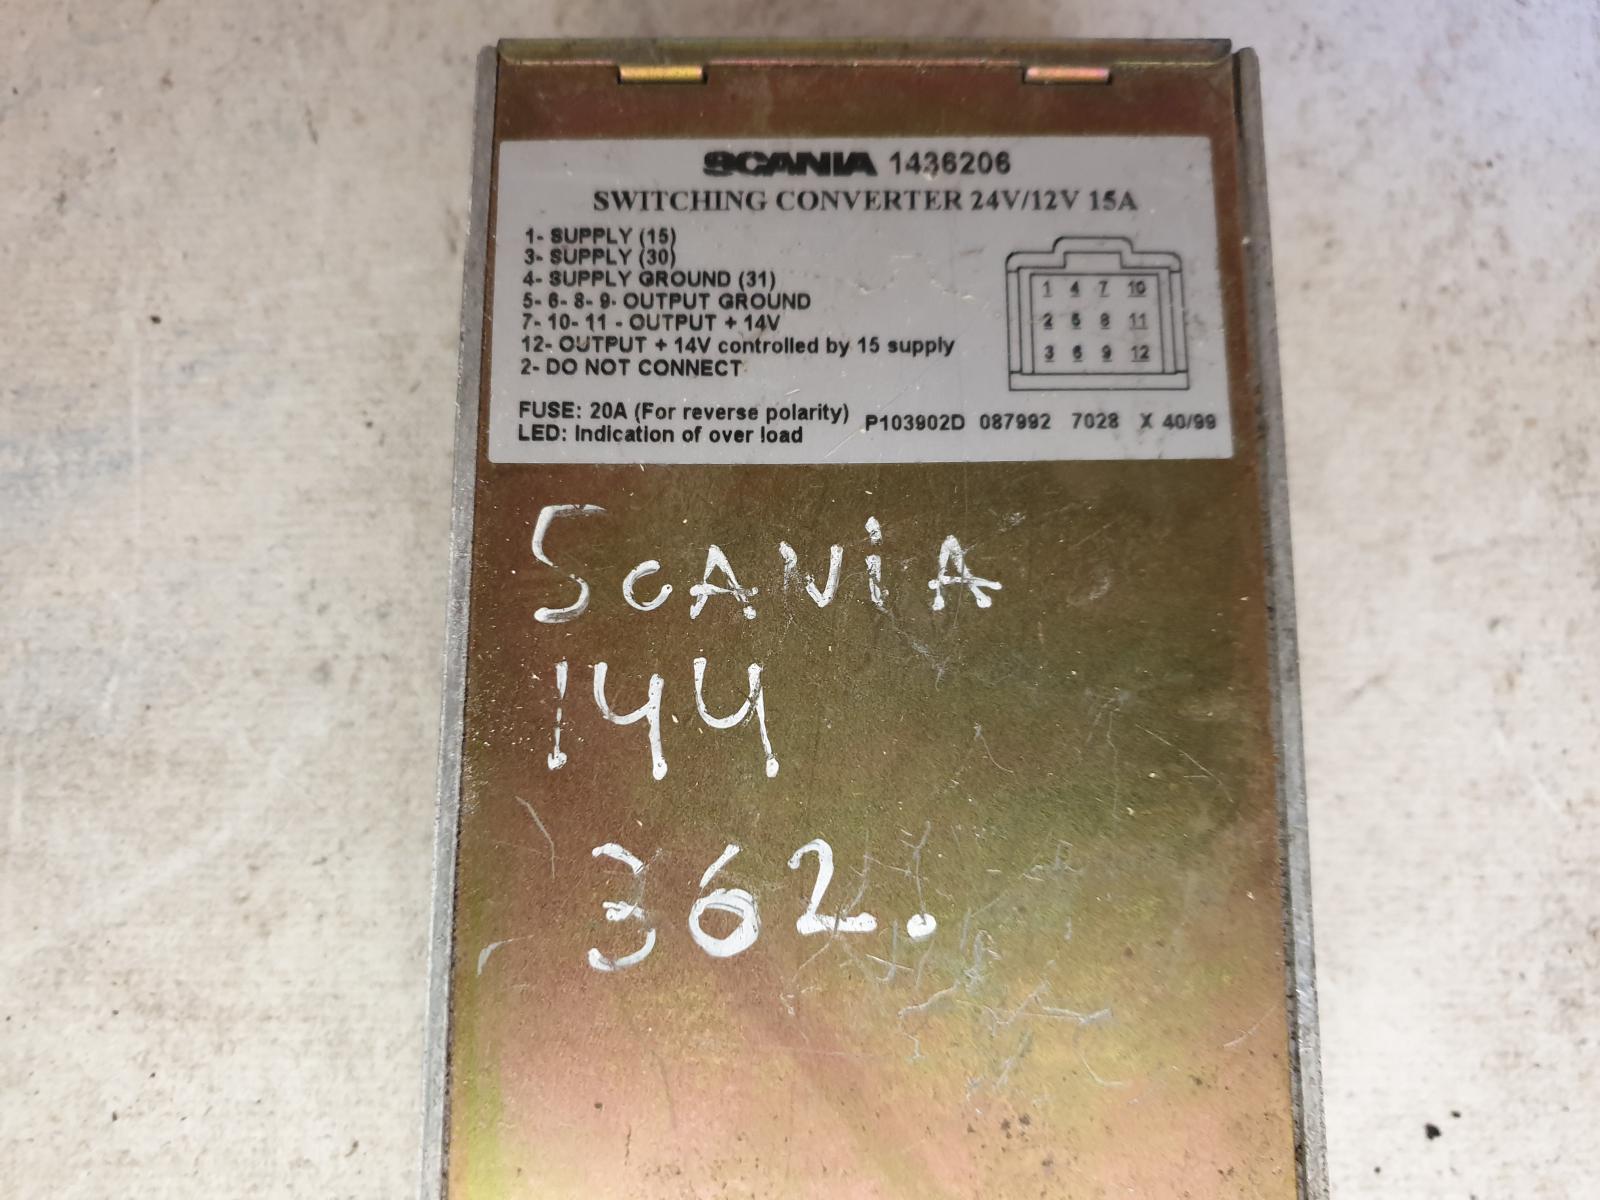 SCANIA 1436206
SWITCHING CONVERTER 24V/12V 15A
1- SUPPLY (15)
3- SUPPLY (30)
4- SUPPLY GROUND (31)
5- 6- 8- 9- OUTPUT GROUND
7- 10- 11 - OUTPUT + 14V
12- OUTPUT + 14V controlled by 15 supply
2- DO NOT CONNECT
1 4 7 10
2 5 8 11
3 6 9 12
FUSE: 20A (For reverse polarity)
LED: Indication of over load
P103902D 087992 7028 X 40/99
SCANiA
144
362.